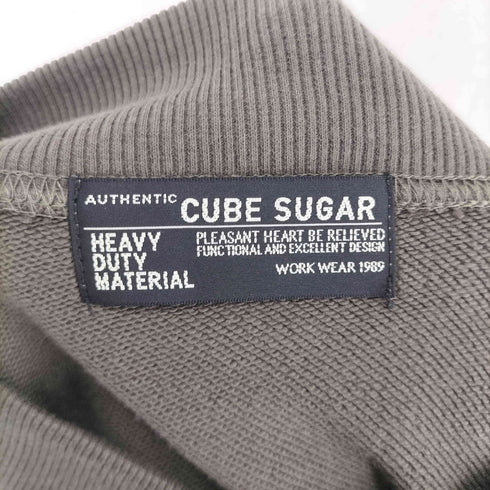 AUTHENTIC CUBE SUGAR
HEAVY DUTY MATERIAL
PLEASANT HEART BE RELIEVED
FUNCTIONAL AND EXCELLENT DESIGN
WORK WEAR 1989